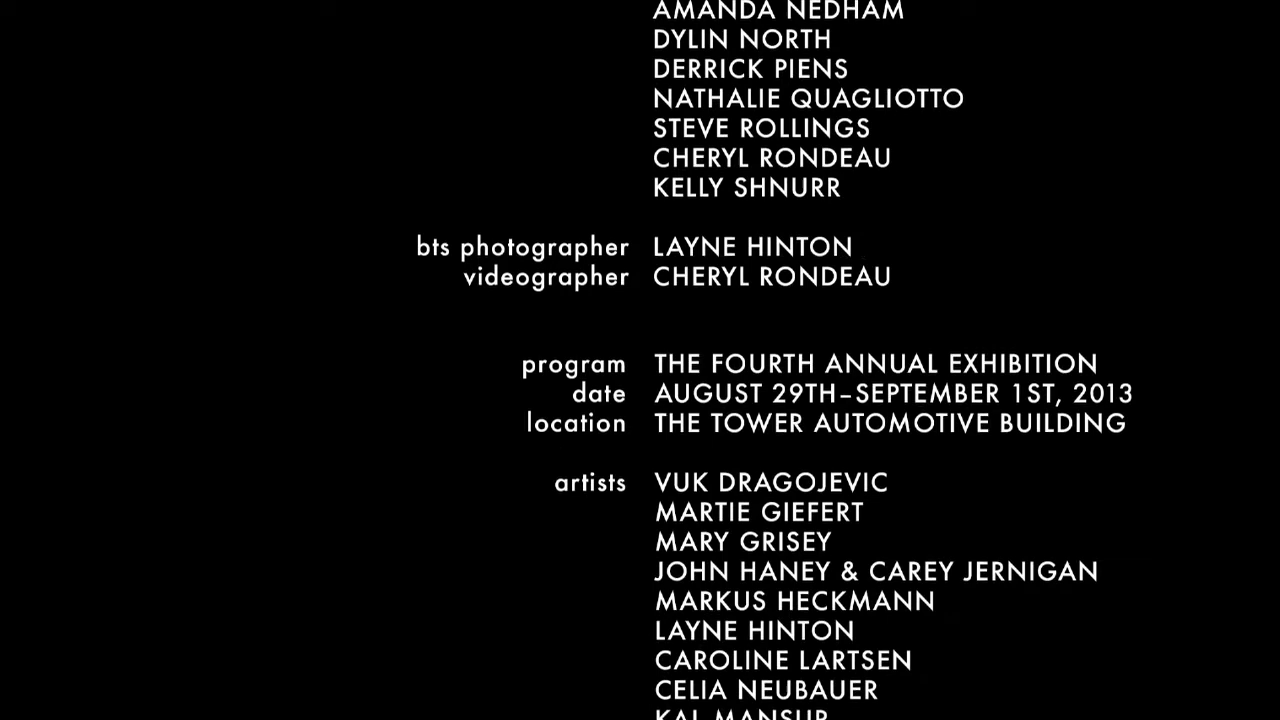 AMANDA NEDHAM
DYLIN NORTH
DERRICK PIENS
NATHALIE QUAGLIOTTO
STEVE ROLLINGS
CHERYL RONDEAU
KELLY SHNURR
bts photographer LAYNE HINTON
videographer CHERYL RONDEAU
program THE FOURTH ANNUAL EXHIBITION
date AUGUST 29TH–SEPTEMBER 1ST, 2013
location THE TOWER AUTOMOTIVE BUILDING
artists VUK DRAGOJEVIC
MARTIE GIEFERT
MARY GRISEY
JOHN HANEY & CAREY JERNIGAN
MARKUS HECKMANN
LAYNE HINTON
CAROLINE LARTSEN
CELIA NEUBAUER
KAL MANSUR